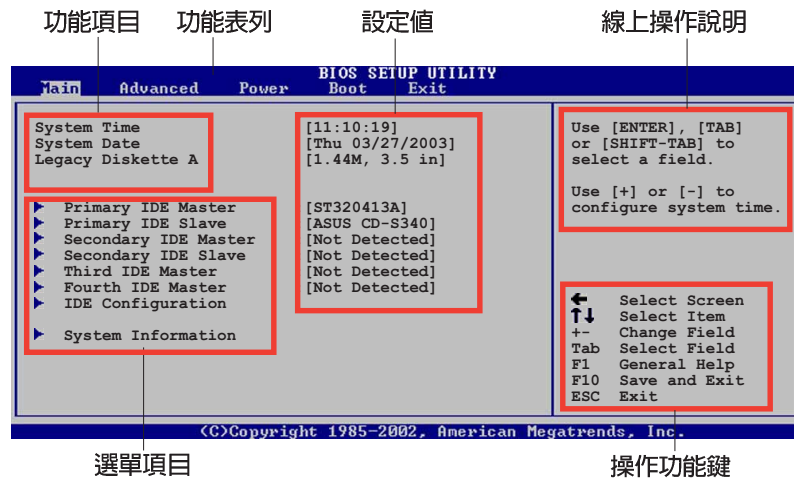 功能項目 功能表列 設定值 線上操作說明
BIOS SETUP UTILITY
Main Advanced Power Boot Exit
System Time [11:10:19]
System Date [Thu 03/27/2003]
Legacy Diskette A [1.44M, 3.5 in]
Primary IDE Master [ST320413A]
Primary IDE Slave [ASUS CD-S340]
Secondary IDE Master [Not Detected]
Secondary IDE Slave [Not Detected]
Third IDE Master [Not Detected]
Fourth IDE Master [Not Detected]
IDE Configuration
System Information
Use [ENTER], [TAB]
or [SHIFT-TAB] to
select a field.
Use [+] or [-] to
configure system time.
← Select Screen
↑↓ Select Item
+- Change Field
Tab Select Field
F1 General Help
F10 Save and Exit
ESC Exit
(C)Copyright 1985-2002, American Megatrends, Inc.
選單項目 操作功能鍵